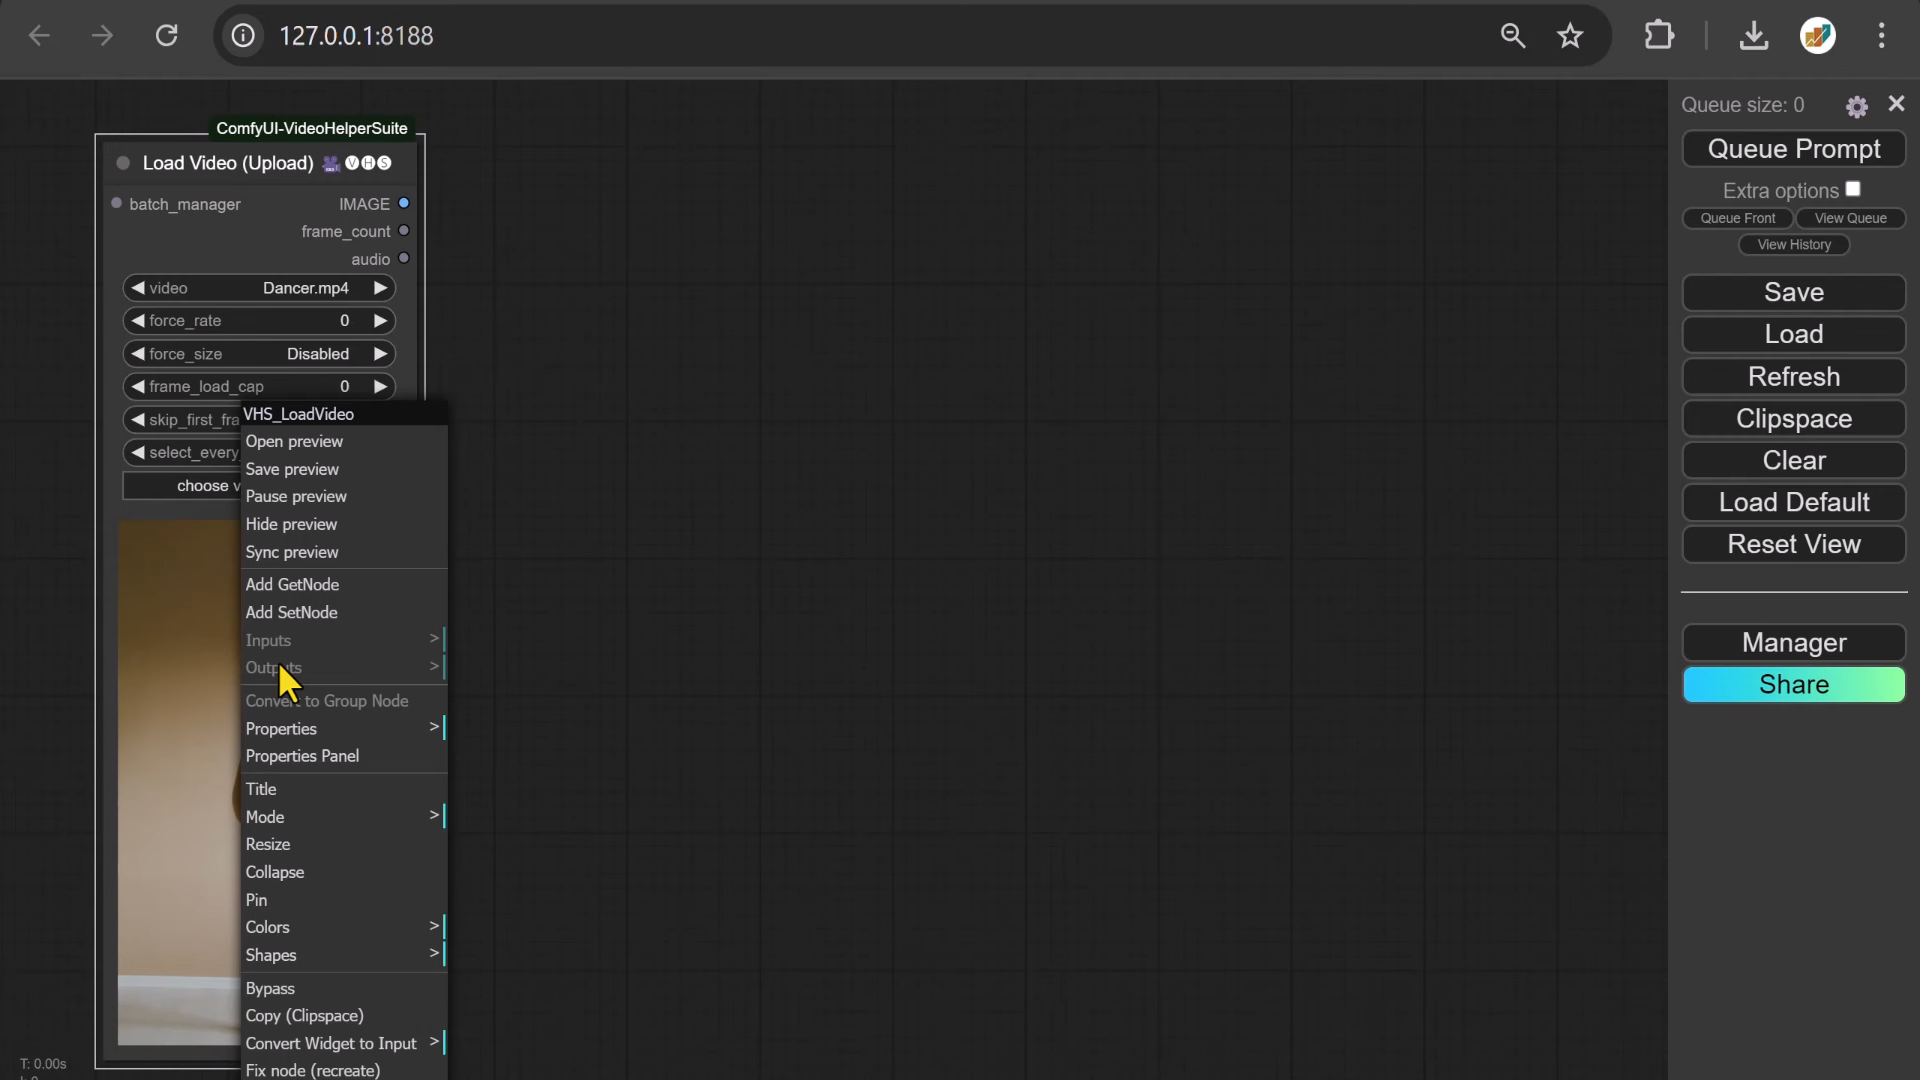 127.0.0.1:8188
ComfyUI-VideoHelperSuite
Load Video (Upload) 🎥🅥🅗🅢
batch_manager IMAGE
frame_count
audio
video Dancer.mp4
force_rate 0
force_size Disabled
frame_load_cap 0
skip_first_fra
select_every_
choose v
VHS_LoadVideo
Open preview
Save preview
Pause preview
Hide preview
Sync preview
Add GetNode
Add SetNode
Inputs >
Outputs >
Convert to Group Node
Properties >
Properties Panel
Title
Mode >
Resize
Collapse
Pin
Colors >
Shapes >
Bypass
Copy (Clipspace)
Convert Widget to Input >
Fix node (recreate)
T: 0.00s
Queue size: 0
Queue Prompt
Extra options
Queue Front View Queue
View History
Save
Load
Refresh
Clipspace
Clear
Load Default
Reset View
Manager
Share